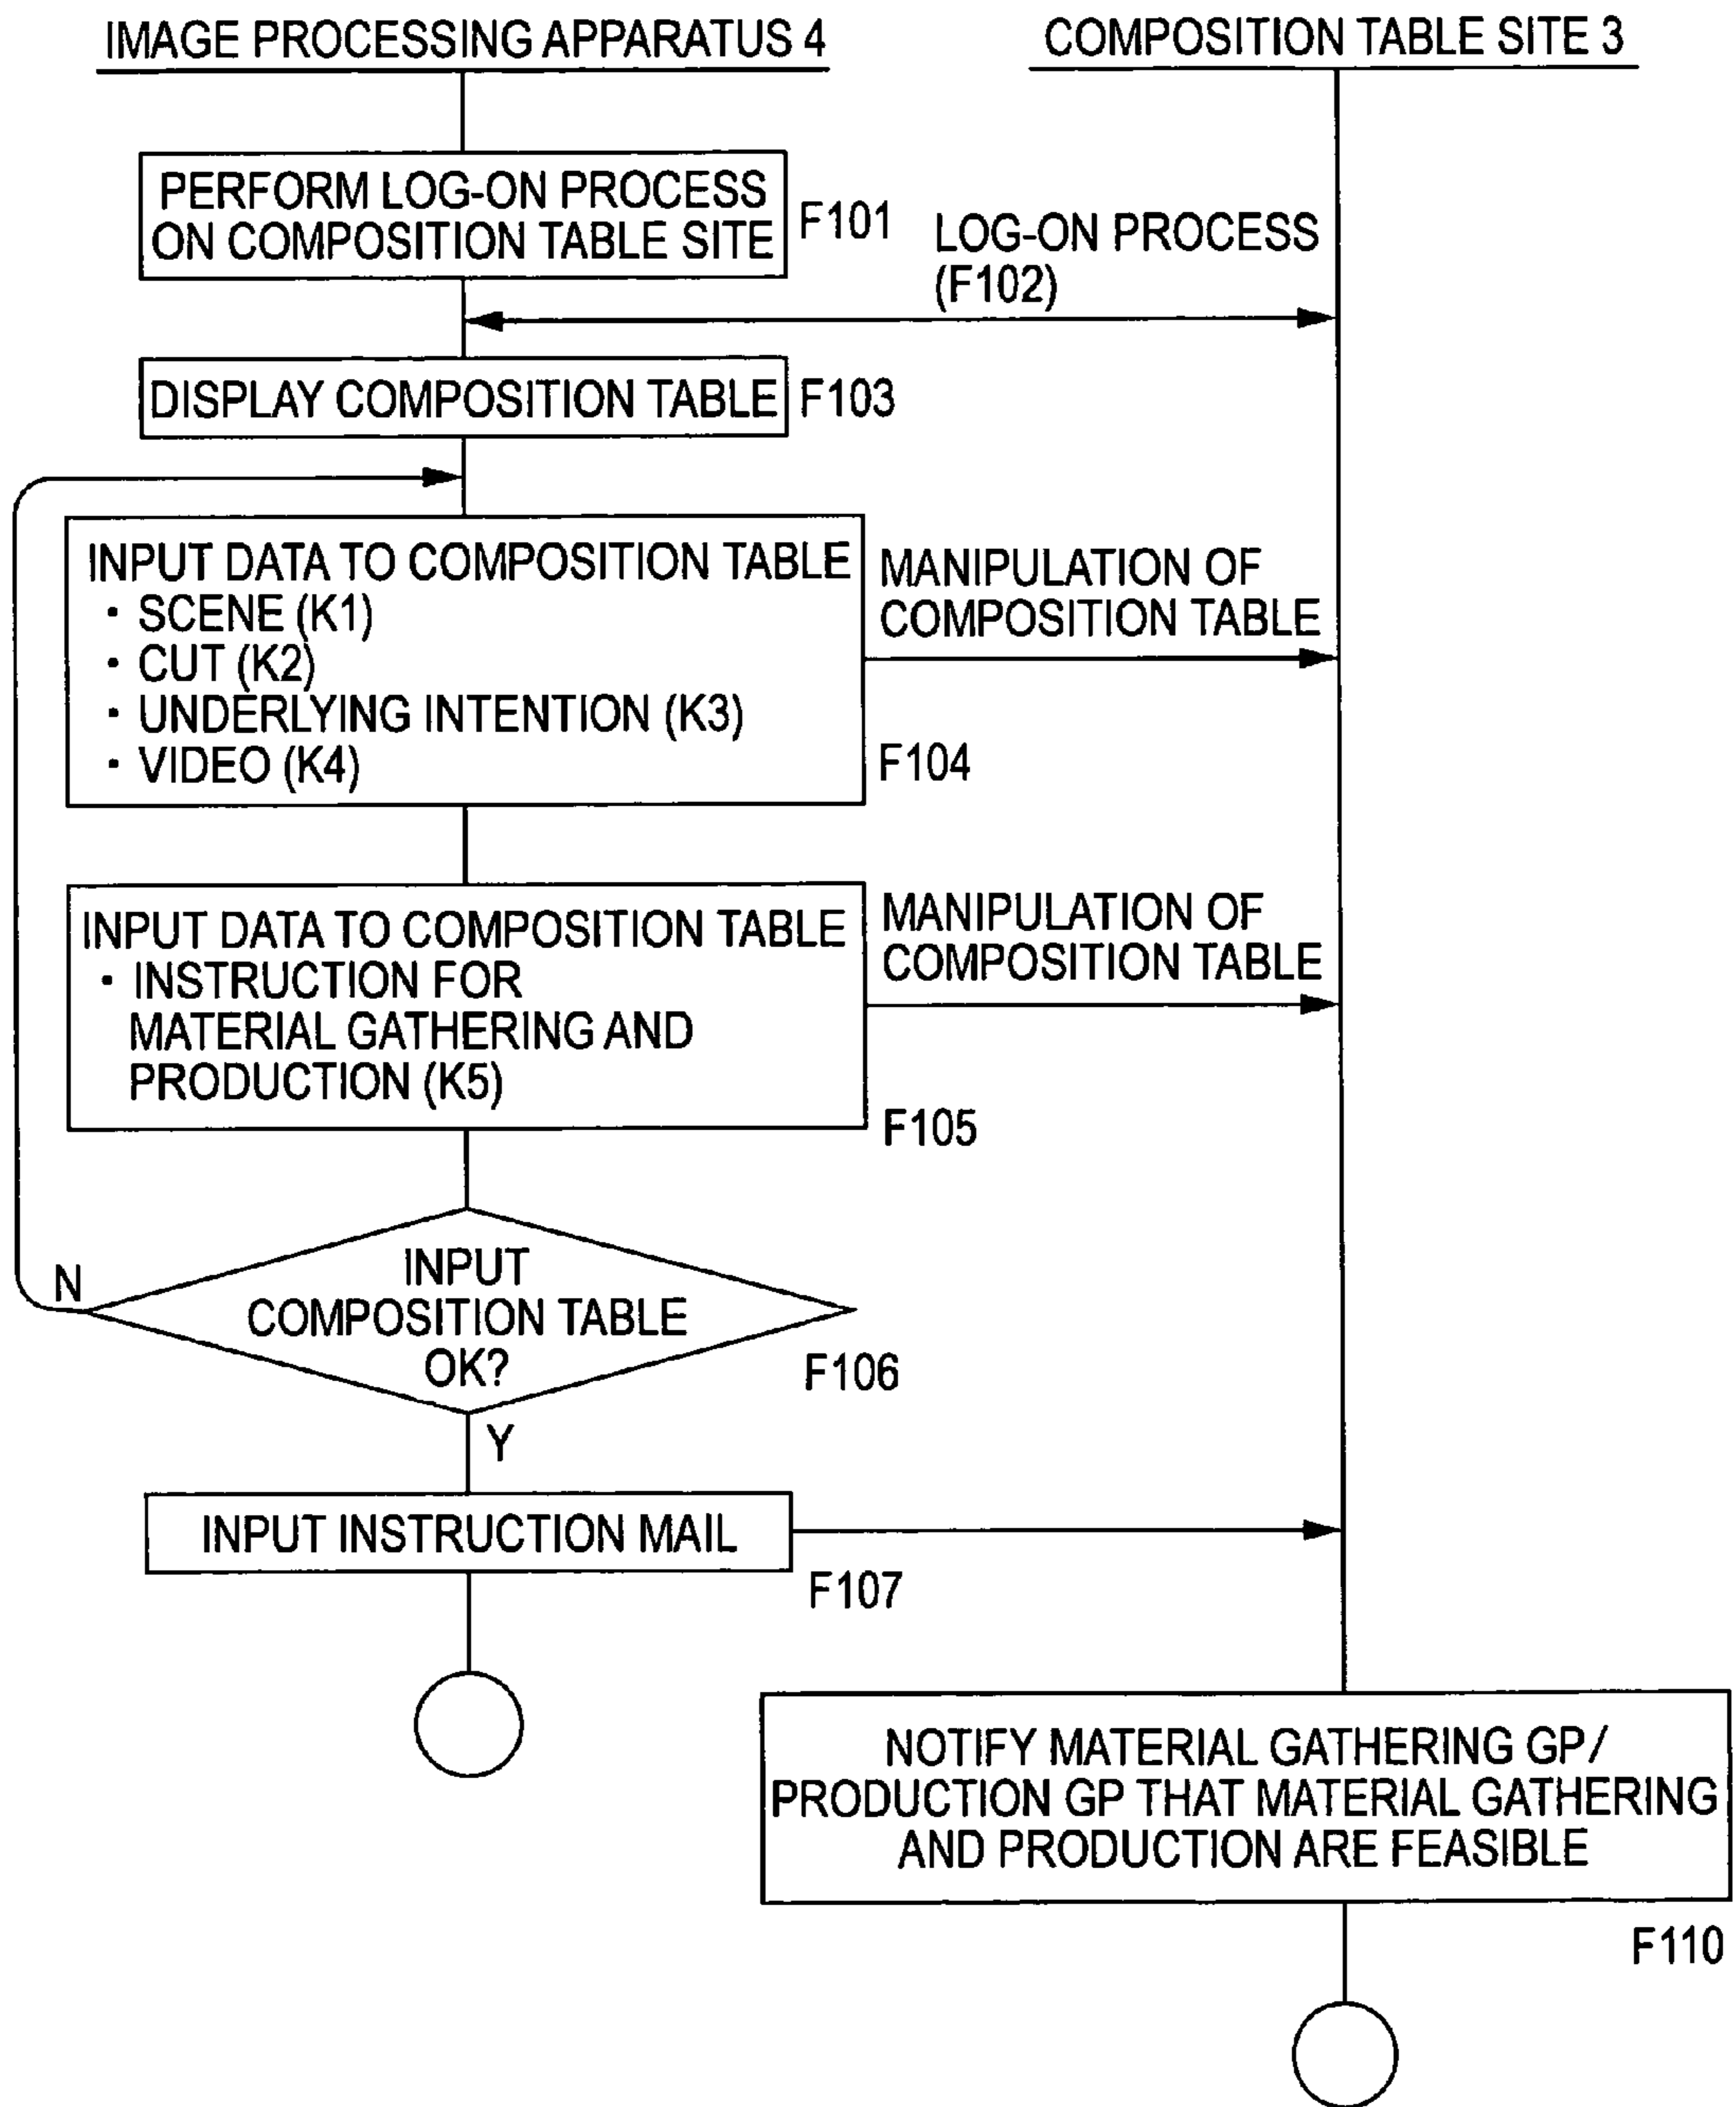 IMAGE PROCESSING APPARATUS 4
COMPOSITION TABLE SITE 3
PERFORM LOG-ON PROCESS
ON COMPOSITION TABLE SITE
F101
LOG-ON PROCESS
(F102)
DISPLAY COMPOSITION TABLE
F103
INPUT DATA TO COMPOSITION TABLE
· SCENE (K1)
· CUT (K2)
· UNDERLYING INTENTION (K3)
· VIDEO (K4)
MANIPULATION OF
COMPOSITION TABLE
F104
INPUT DATA TO COMPOSITION TABLE
· INSTRUCTION FOR
MATERIAL GATHERING AND
PRODUCTION (K5)
MANIPULATION OF
COMPOSITION TABLE
F105
N
INPUT
COMPOSITION TABLE
OK?
F106
Y
INPUT INSTRUCTION MAIL
F107
NOTIFY MATERIAL GATHERING GP/
PRODUCTION GP THAT MATERIAL GATHERING
AND PRODUCTION ARE FEASIBLE
F110